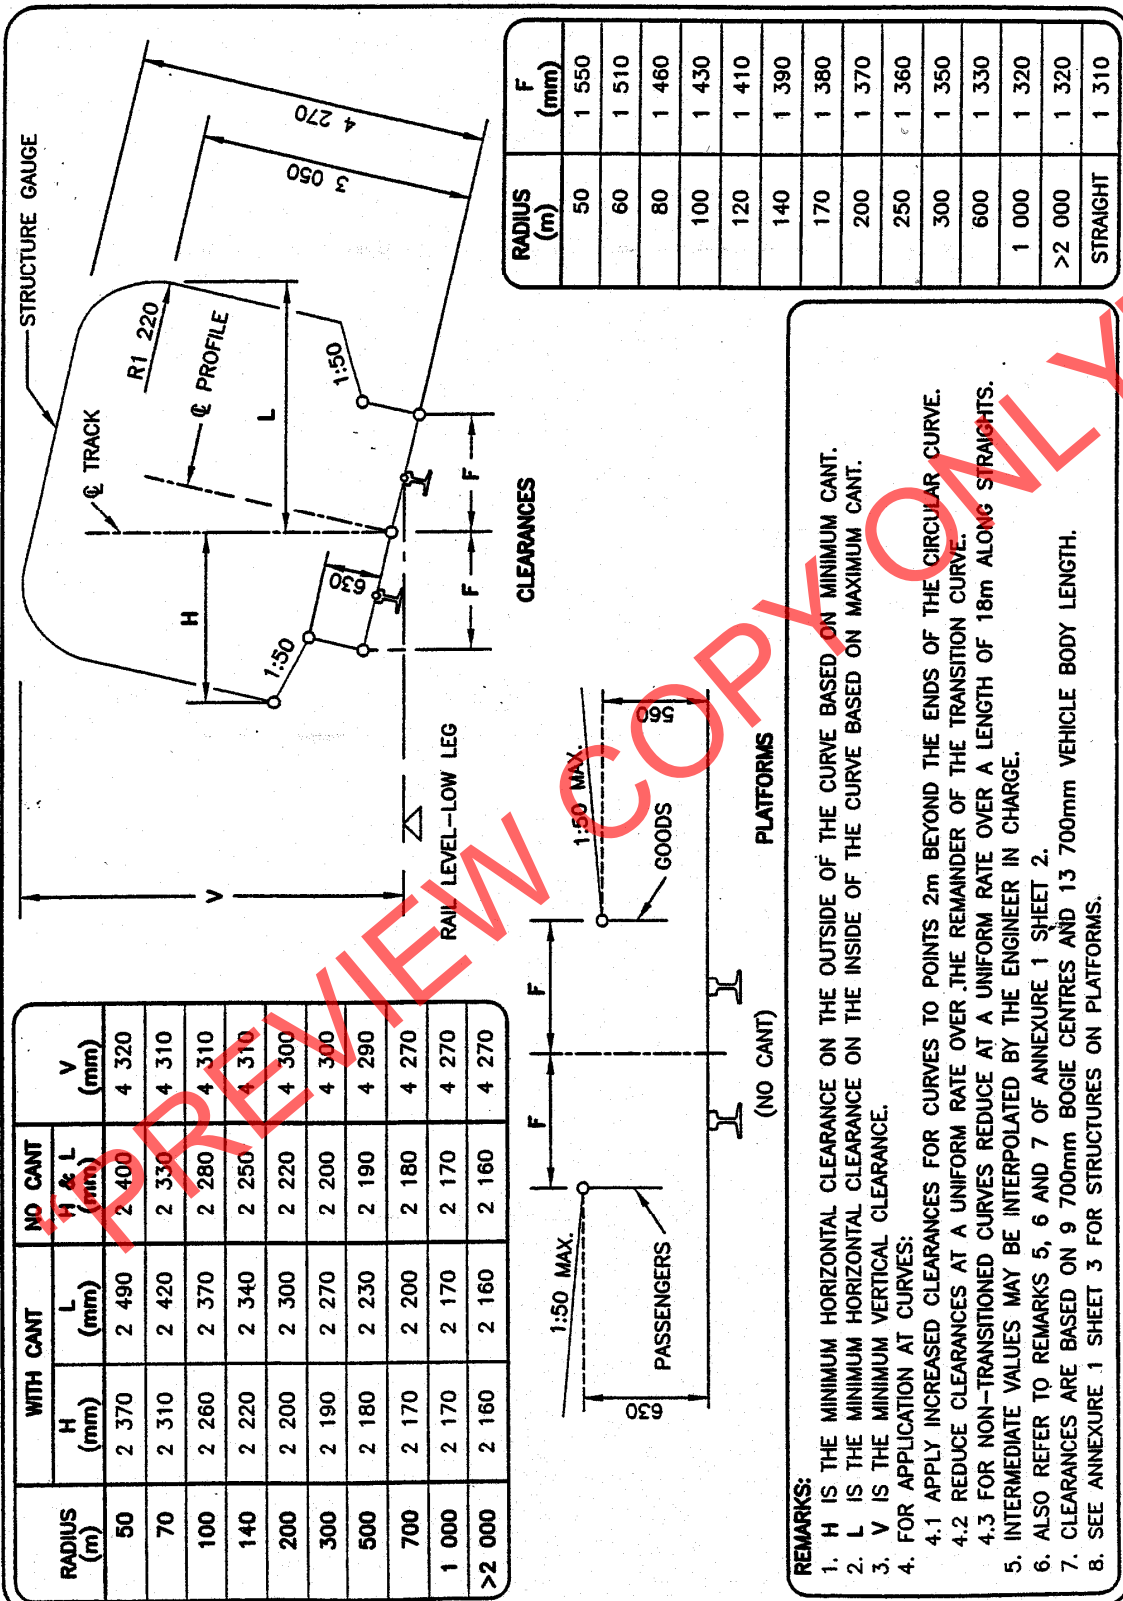 WITH CANT NO CANT
RADIUS (m) H (mm) L (mm) H & L (mm) V (mm)
50 2 370 2 490 2 400 4 320
70 2 310 2 420 2 330 4 310
100 2 260 2 370 2 280 4 310
140 2 220 2 340 2 250 4 310
200 2 200 2 300 2 220 4 300
300 2 190 2 270 2 200 4 300
500 2 180 2 230 2 190 4 290
700 2 170 2 200 2 180 4 270
1 000 2 170 2 170 2 170 4 270
>2 000 2 160 2 160 2 160 4 270
STRUCTURE GAUGE
4 270
3 050
R1 220
℄ PROFILE
℄ TRACK
L
H
V
1:50
1:50
630
F
F
RAIL LEVEL-LOW LEG
CLEARANCES
1:50 MAX.
1:50 MAX.
F
F
630
560
PASSENGERS
GOODS
(NO CANT)
PLATFORMS
RADIUS (m) F (mm)
50 1 550
60 1 510
80 1 460
100 1 430
120 1 410
140 1 390
170 1 380
200 1 370
250 1 360
300 1 350
600 1 330
1 000 1 320
>2 000 1 320
STRAIGHT 1 310
REMARKS:
1. H IS THE MINIMUM HORIZONTAL CLEARANCE ON THE OUTSIDE OF THE CURVE BASED ON MINIMUM CANT.
2. L IS THE MINIMUM HORIZONTAL CLEARANCE ON THE INSIDE OF THE CURVE BASED ON MAXIMUM CANT.
3. V IS THE MINIMUM VERTICAL CLEARANCE.
4. FOR APPLICATION AT CURVES:
4.1 APPLY INCREASED CLEARANCES FOR CURVES TO POINTS 2m BEYOND THE ENDS OF THE CIRCULAR CURVE.
4.2 REDUCE CLEARANCES AT A UNIFORM RATE OVER THE REMAINDER OF THE TRANSITION CURVE.
4.3 FOR NON-TRANSITIONED CURVES REDUCE AT A UNIFORM RATE OVER A LENGTH OF 18m ALONG STRAIGHTS.
5. INTERMEDIATE VALUES MAY BE INTERPOLATED BY THE ENGINEER IN CHARGE.
6. ALSO REFER TO REMARKS 5, 6 AND 7 OF ANNEXURE 1 SHEET 2.
7. CLEARANCES ARE BASED ON 9 700mm BOGIE CENTRES AND 13 700mm VEHICLE BODY LENGTH.
8. SEE ANNEXURE 1 SHEET 3 FOR STRUCTURES ON PLATFORMS.
"PREVIEW COPY ONLY